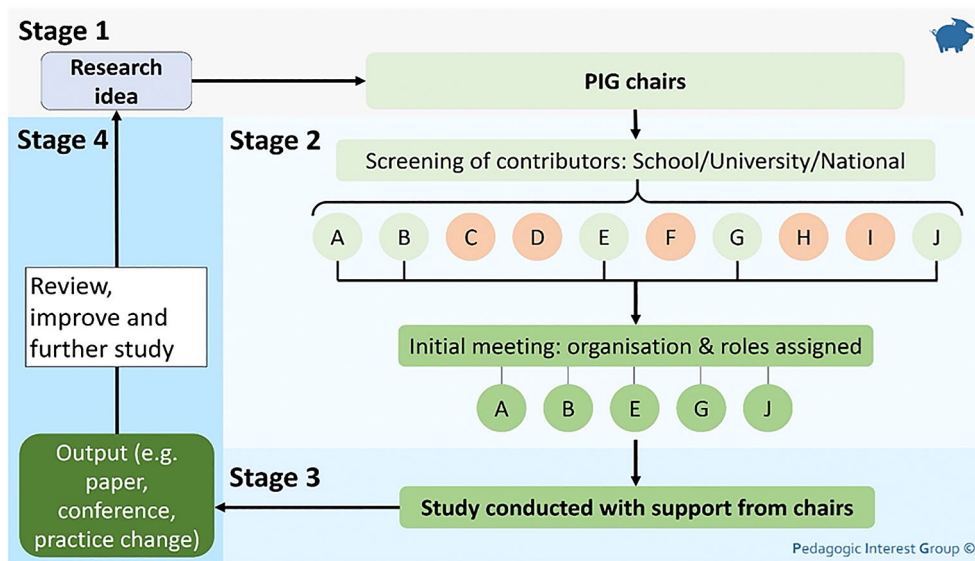 Stage 1
Research
idea
PIG chairs
Stage 4
Stage 2
Screening of contributors: School/University/National
A B C D E F G H I J
Review,
improve and
further study
Initial meeting: organisation & roles assigned
A B E G J
Output (e.g.
paper,
conference,
practice change)
Stage 3
Study conducted with support from chairs
Pedagogic Interest Group ©